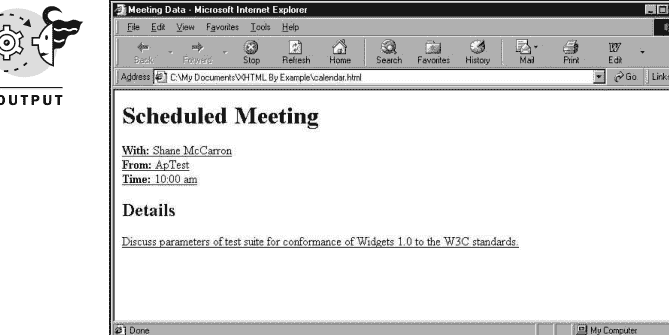 Meeting Data - Microsoft Internet Explorer
File Edit View Favorites Tools Help
Back Forward Stop Refresh Home Search Favorites History Mail Print Edit
Address C:\My Documents\XHTML By Example\calendar.html Go Links
OUTPUT
Scheduled Meeting
With: Shane McCarron
From: ApTest
Time: 10:00 am
Details
Discuss parameters of test suite for conformance of Widgets 1.0 to the W3C standards.
Done My Computer